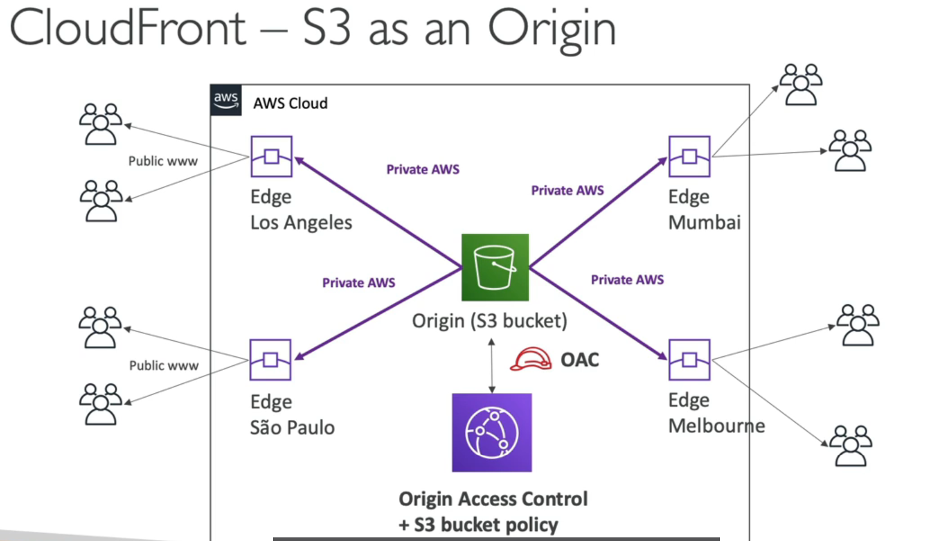 CloudFront – S3 as an Origin
aws
AWS Cloud
Public www
Edge
Los Angeles
Private AWS
Private AWS
Edge
Mumbai
Private AWS
Private AWS
Origin (S3 bucket)
OAC
Public www
Edge
São Paulo
Edge
Melbourne
Origin Access Control
+ S3 bucket policy